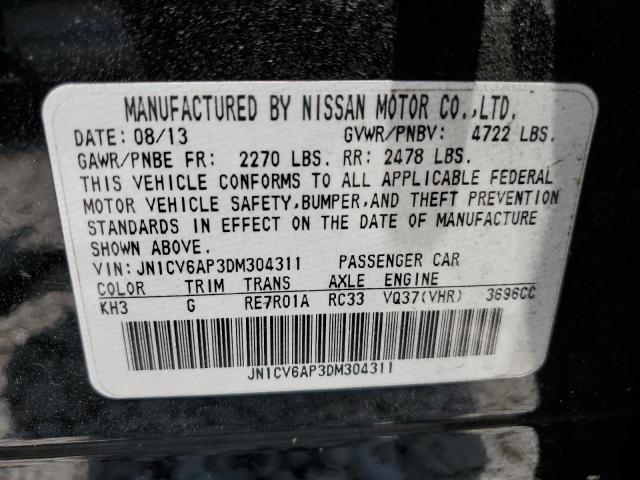 MANUFACTURED BY NISSAN MOTOR CO.,LTD.
DATE: 08/13 GVWR/PNBV: 4722 LBS.
GAWR/PNBE FR: 2270 LBS. RR: 2478 LBS.
THIS VEHICLE CONFORMS TO ALL APPLICABLE FEDERAL
MOTOR VEHICLE SAFETY,BUMPER,AND THEFT PREVENTION
STANDARDS IN EFFECT ON THE DATE OF MANUFACTURE
SHOWN ABOVE.
VIN: JN1CV6AP3DM304311 PASSENGER CAR
COLOR TRIM TRANS AXLE ENGINE
KH3 G RE7R01A RC33 VQ37(VHR) 3696CC
JN1CV6AP3DM304311